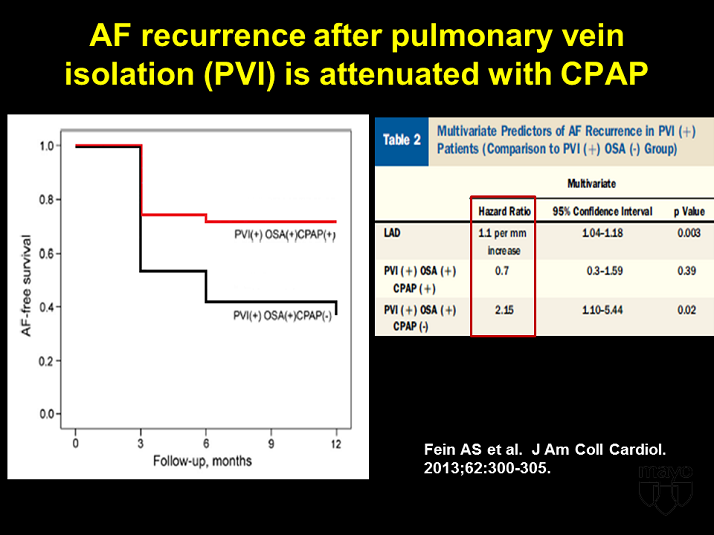 AF recurrence after pulmonary vein
isolation (PVI) is attenuated with CPAP
AF-free survival
1.0
0.8
0.6
0.4
0.2
0.0
PVI(+) OSA(+)CPAP(+)
PVI(+) OSA(+)CPAP(-)
0 3 6 9 12
Follow-up, months
Table 2
Multivariate Predictors of AF Recurrence in PVI (+)
Patients (Comparison to PVI (+) OSA (-) Group)
Multivariate
Hazard Ratio 95% Confidence Interval p Value
LAD 1.1 per mm 1.04–1.18 0.003
increase
PVI (+) OSA (+) 0.7 0.3–1.59 0.39
CPAP (+)
PVI (+) OSA (+) 2.15 1.10–5.44 0.02
CPAP (-)
Fein AS et al. J Am Coll Cardiol.
2013;62:300-305.